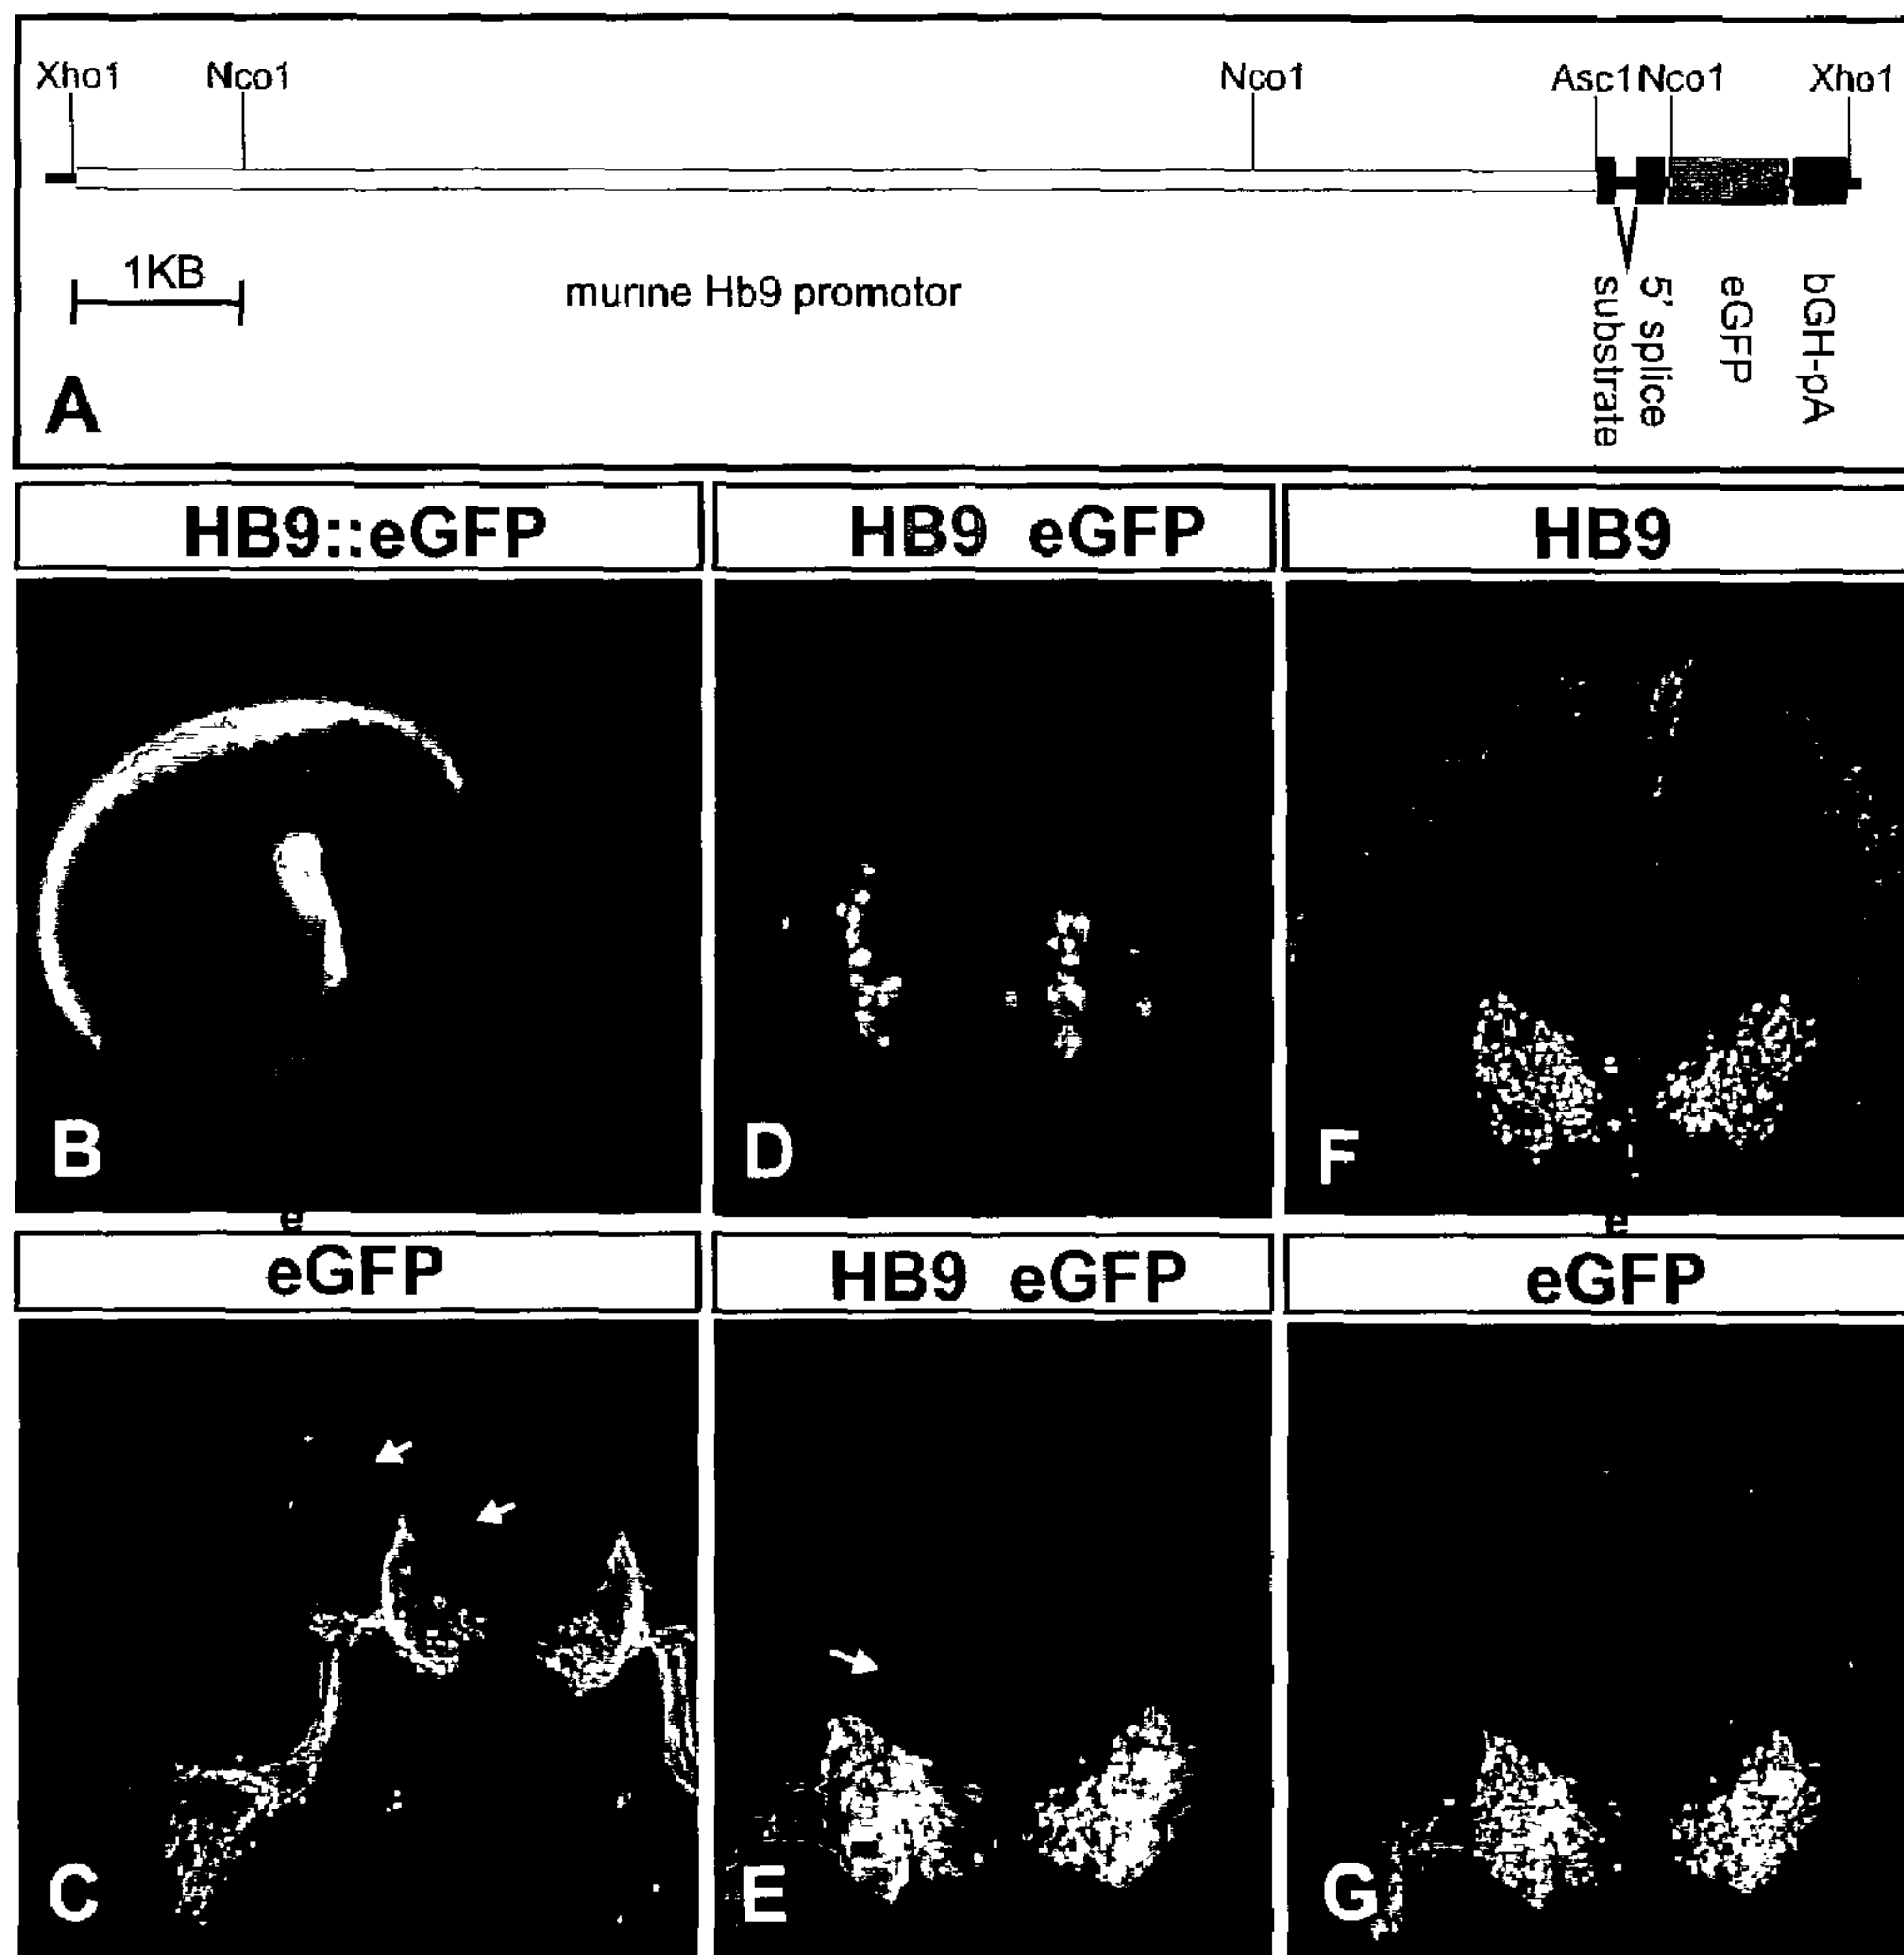 Xho1 Nco1 Nco1 Asc1 Nco1 Xho1
1KB
murine Hb9 promotor
substrate
5' splice
eGFP
bGH-pA
A
HB9::eGFP
HB9 eGFP
HB9
B
D
F
e
e
eGFP
HB9 eGFP
eGFP
C
E
G